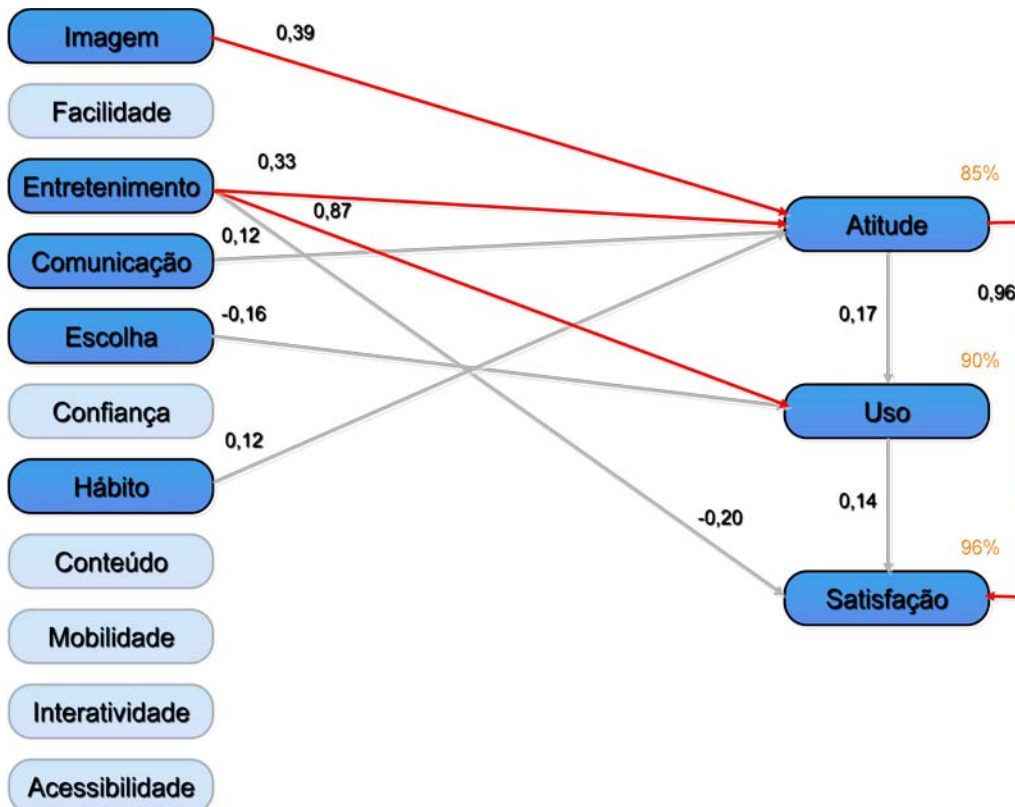 Imagem
0,39
Facilidade
Entretenimento
0,33
0,87
85%
Atitude
Comunicação
0,12
0,96
0,17
Escolha
-0,16
90%
Uso
Confiança
0,12
Hábito
-0,20
0,14
96%
Conteúdo
Satisfação
Mobilidade
Interatividade
Acessibilidade